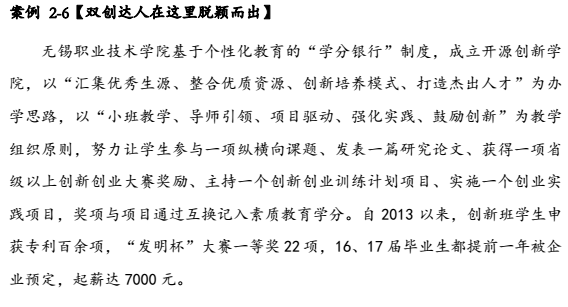 案例 2-6【双创达人在这里脱颖而出】
无锡职业技术学院基于个性化教育的“学分银行”制度，成立开源创新学
院，以“汇集优秀生源、整合优质资源、创新培养模式、打造杰出人才”为办
学思路，以“小班教学、导师引领、项目驱动、强化实践、鼓励创新”为教学
组织原则，努力让学生参与一项纵横向课题、发表一篇研究论文、获得一项省
级以上创新创业大赛奖励、主持一个创新创业训练计划项目、实施一个创业实
践项目，奖项与项目通过互换记入素质教育学分。自 2013 以来，创新班学生申
获专利百余项，“发明杯”大赛一等奖 22 项，16、17 届毕业生都提前一年被企
业预定，起薪达 7000 元。